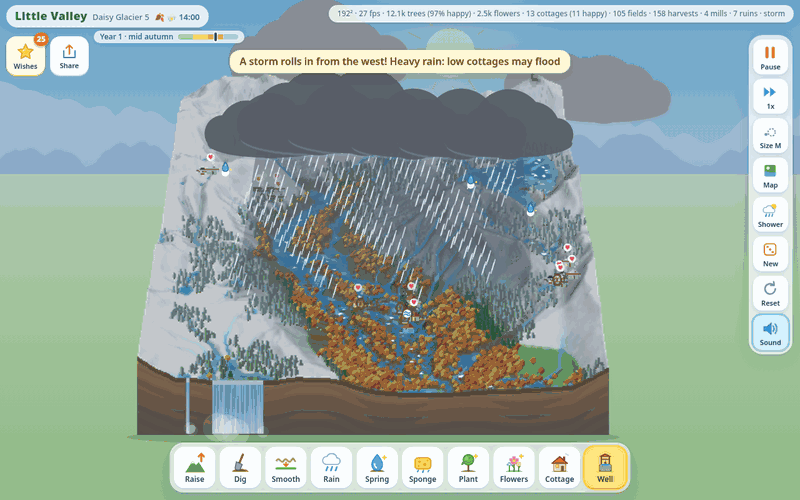 Little Valley Daisy Glacier 5 14:00
192² · 27 fps · 12.1k trees (97% happy) · 2.5k flowers · 13 cottages (11 happy) · 105 fields · 158 harvests · 4 mills · 7 ruins · storm
Year 1 · mid autumn
25
Wishes
Share
A storm rolls in from the west! Heavy rain: low cottages may flood
Pause
1x
Size M
Map
Shower
New
Reset
Sound
Raise
Dig
Smooth
Rain
Spring
Sponge
Plant
Flowers
Cottage
Well